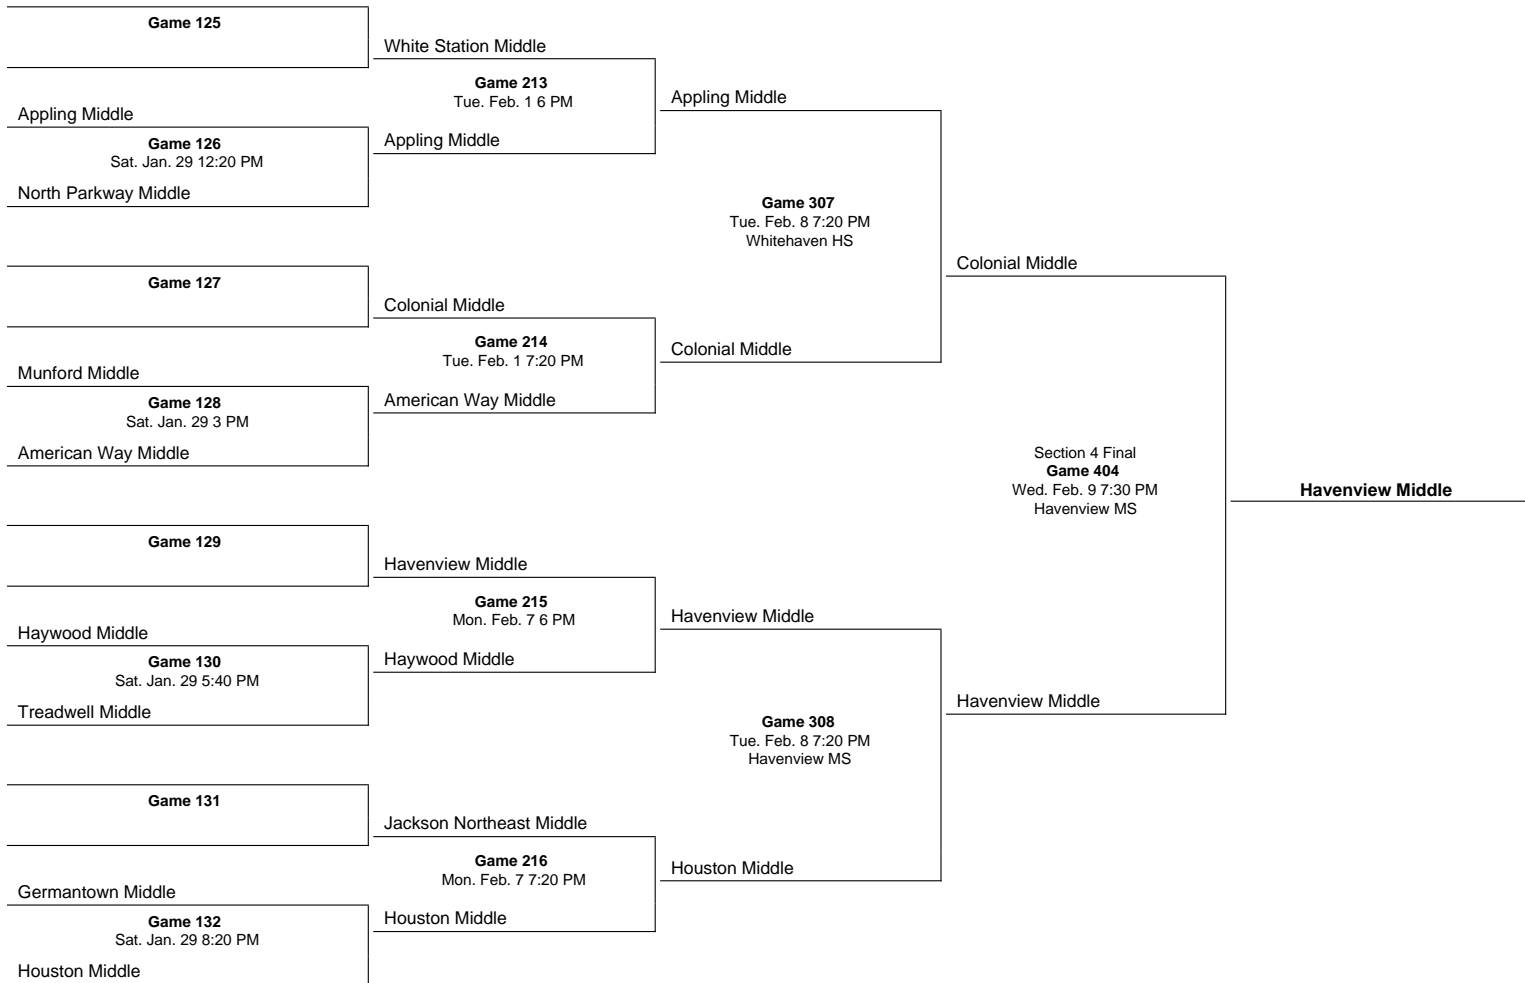 Game 125
White Station Middle
Game 213
Tue. Feb. 1 6 PM
Appling Middle
Appling Middle
Game 126
Sat. Jan. 29 12:20 PM
Appling Middle
North Parkway Middle
Game 307
Tue. Feb. 8 7:20 PM
Whitehaven HS
Colonial Middle
Game 127
Colonial Middle
Game 214
Tue. Feb. 1 7:20 PM
Colonial Middle
Munford Middle
Game 128
Sat. Jan. 29 3 PM
American Way Middle
American Way Middle
Section 4 Final
Game 404
Wed. Feb. 9 7:30 PM
Havenview MS
Havenview Middle
Game 129
Havenview Middle
Game 215
Mon. Feb. 7 6 PM
Havenview Middle
Haywood Middle
Game 130
Sat. Jan. 29 5:40 PM
Haywood Middle
Treadwell Middle
Havenview Middle
Game 308
Tue. Feb. 8 7:20 PM
Havenview MS
Game 131
Jackson Northeast Middle
Game 216
Mon. Feb. 7 7:20 PM
Houston Middle
Germantown Middle
Game 132
Sat. Jan. 29 8:20 PM
Houston Middle
Houston Middle